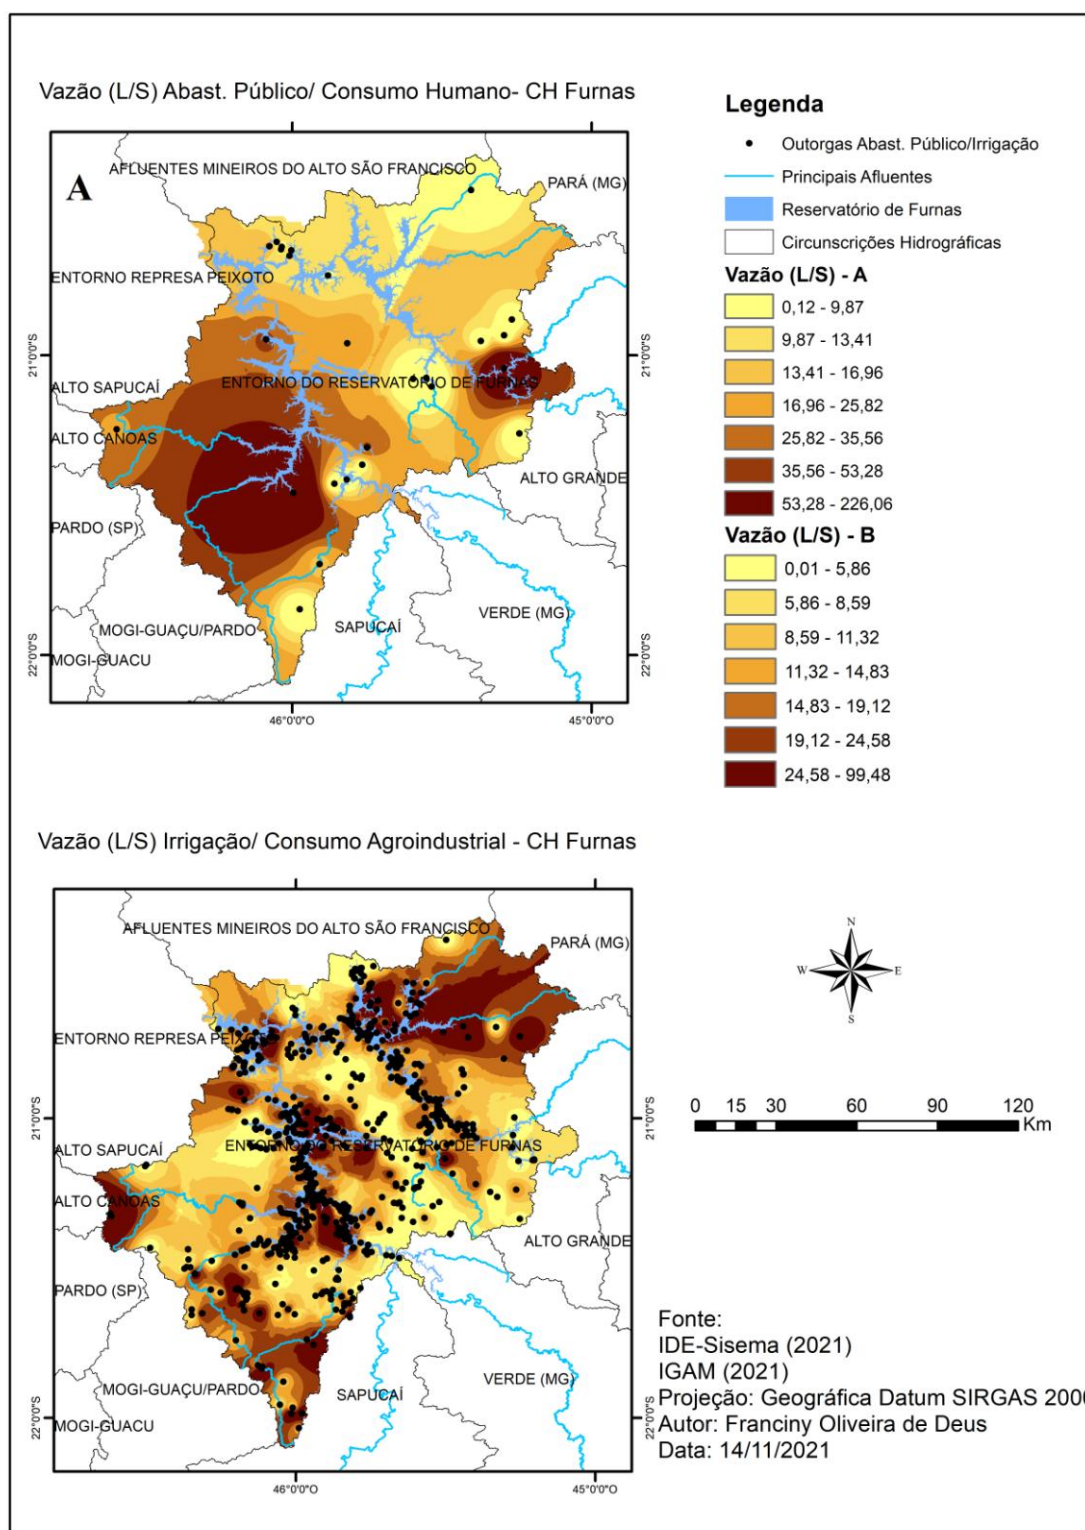 Vazão (L/S) Abast. Público/ Consumo Humano- CH Furnas
A
AFLUENTES MINEIROS DO ALTO SÃO FRANCISCO
PARÁ (MG)
ENTORNO REPRESA PEIXOTO
21°0'0"S
ENTORNO DO RESERVATÓRIO DE FURNAS
21°0'0"S
ALTO SAPUCAÍ
ALTO CANOAS
ALTO GRANDE
PARDO (SP)
VERDE (MG)
MOGI-GUAÇU/PARDO
SAPUCAÍ
MOGI-GUACU
22°0'0"S
22°0'0"S
46°0'0"O
45°0'0"O
Legenda
Outorgas Abast. Público/Irrigação
Principais Afluentes
Reservatório de Furnas
Circunscrições Hidrográficas
Vazão (L/S) - A
0,12 - 9,87
9,87 - 13,41
13,41 - 16,96
16,96 - 25,82
25,82 - 35,56
35,56 - 53,28
53,28 - 226,06
Vazão (L/S) - B
0,01 - 5,86
5,86 - 8,59
8,59 - 11,32
11,32 - 14,83
14,83 - 19,12
19,12 - 24,58
24,58 - 99,48
Vazão (L/S) Irrigação/ Consumo Agroindustrial - CH Furnas
AFLUENTES MINEIROS DO ALTO SÃO FRANCISCO
PARÁ (MG)
ENTORNO REPRESA PEIXOTO
21°0'0"S
21°0'0"S
ENTORNO DO RESERVATÓRIO DE FURNAS
ALTO SAPUCAÍ
ALTO CANOAS
ALTO GRANDE
PARDO (SP)
MOGI-GUAÇU/PARDO
SAPUCAÍ
VERDE (MG)
MOGI-GUACU
22°0'0"S
22°0'0"S
46°0'0"O
45°0'0"O
N
W
E
S
0 15 30 60 90 120
Km
Fonte:
IDE-Sisema (2021)
IGAM (2021)
Projeção: Geográfica Datum SIRGAS 200
Autor: Franciny Oliveira de Deus
Data: 14/11/2021